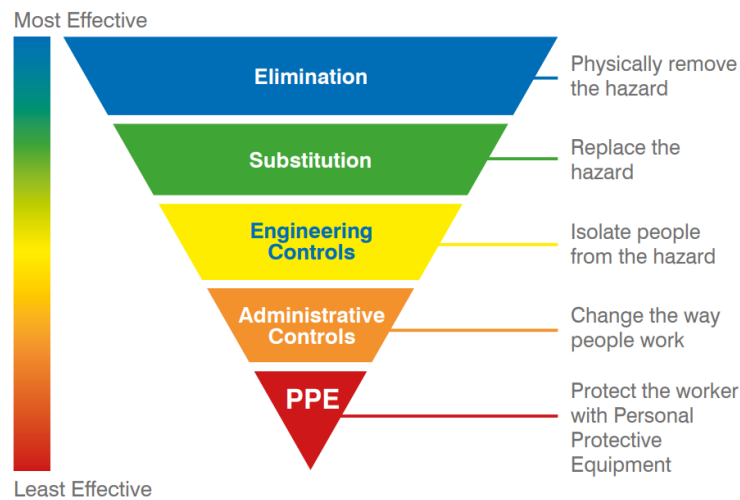 Most Effective
Elimination
Physically remove
the hazard
Substitution
Replace the
hazard
Engineering
Controls
Isolate people
from the hazard
Administrative
Controls
Change the way
people work
PPE
Protect the worker
with Personal
Protective
Equipment
Least Effective